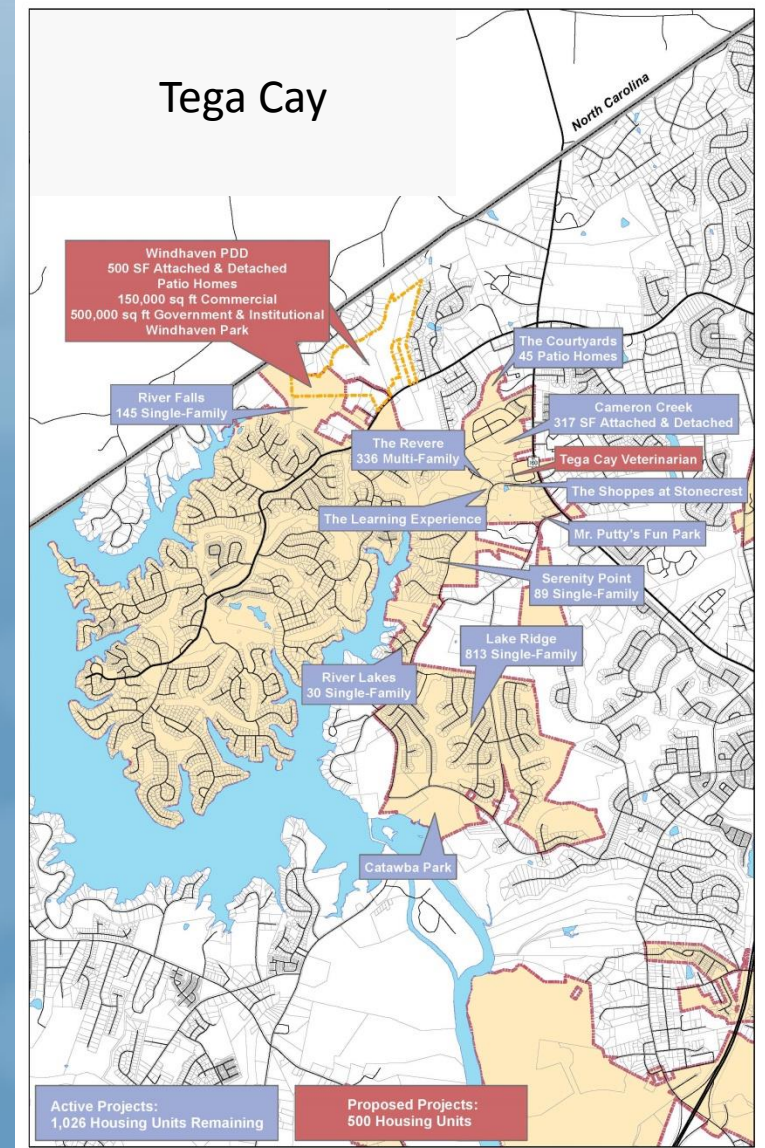 Tega Cay
North Carolina
Windhaven PDD
500 SF Attached & Detached
Patio Homes
150,000 sq ft Commercial
500,000 sq ft Government & Institutional
Windhaven Park
The Courtyards
45 Patio Homes
River Falls
145 Single-Family
Cameron Creek
317 SF Attached & Detached
The Revere
336 Multi-Family
Tega Cay Veterinarian
The Shoppes at Stonecrest
The Learning Experience
Mr. Putty's Fun Park
Serenity Point
89 Single-Family
Lake Ridge
813 Single-Family
River Lakes
30 Single-Family
Catawba Park
Active Projects:
1,026 Housing Units Remaining
Proposed Projects:
500 Housing Units